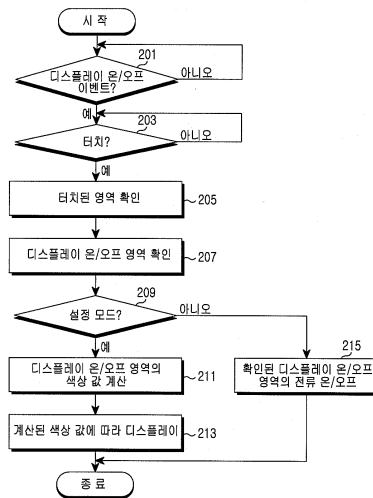 시 작
201
디스플레이 온/오프
이벤트?
아니오
예
203
터치?
아니오
예
터치된 영역 확인
205
디스플레이 온/오프 영역 확인
207
209
설정 모드?
아니오
예
디스플레이 온/오프 영역의
색상 값 계산
211
215
확인된 디스플레이 온/오프
영역의 전류 온/오프
계산된 색상 값에 따라 디스플레이
213
종 료